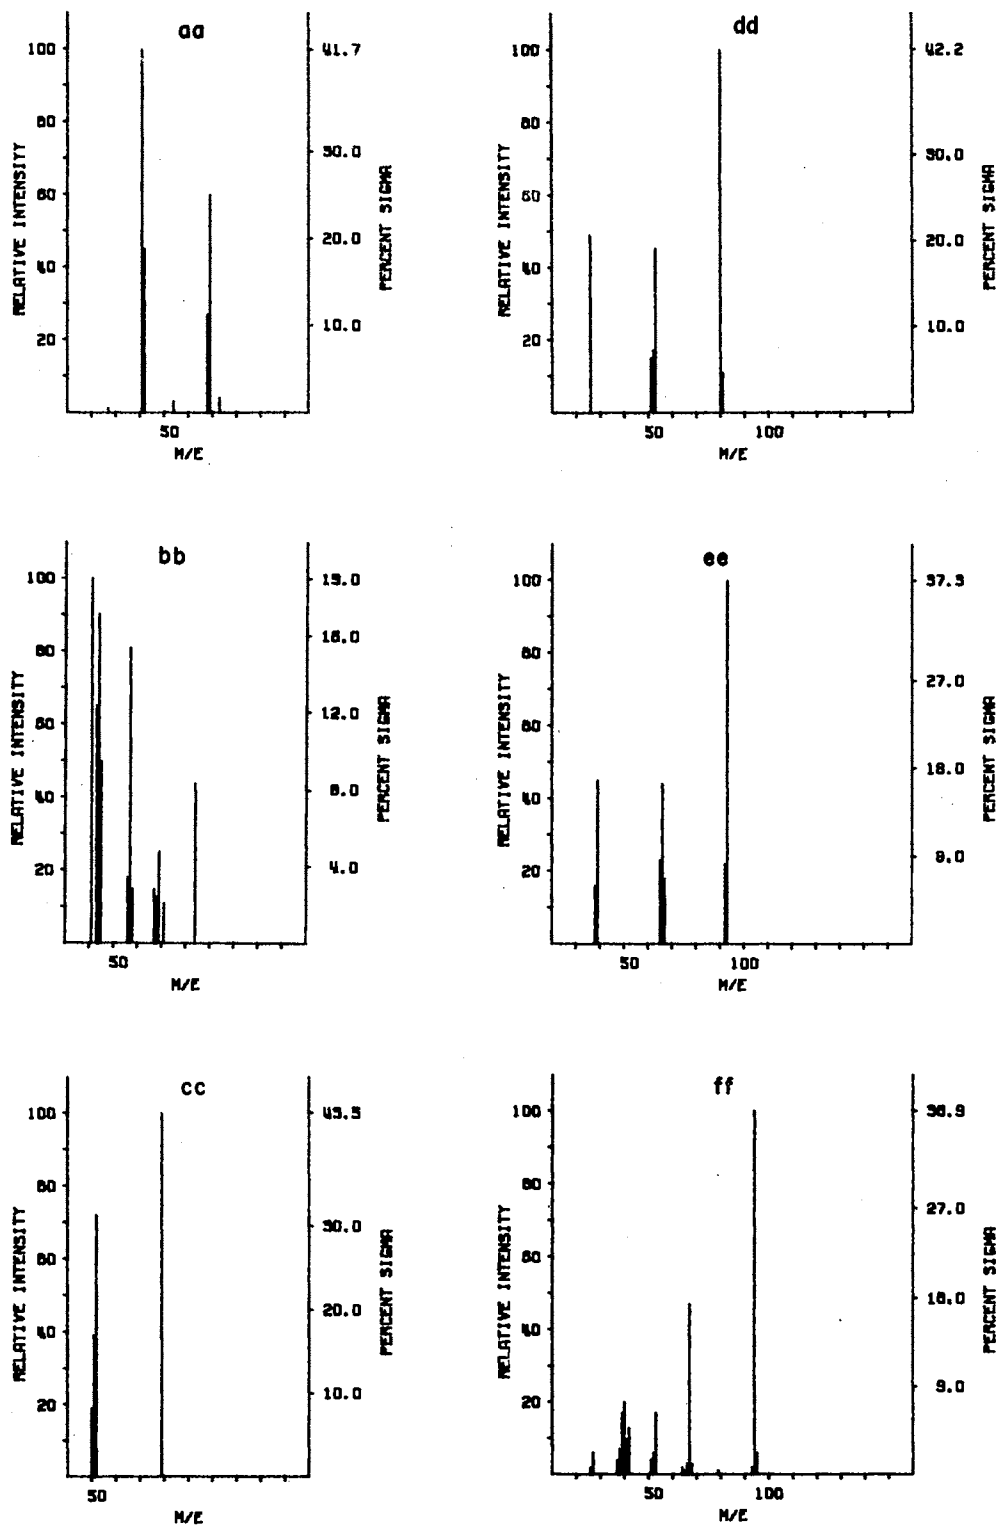 aa
100
80
60
40
20
RELATIVE INTENSITY
41.7
30.0
20.0
10.0
PERCENT SIGMA
50
M/E
dd
100
80
60
40
20
RELATIVE INTENSITY
42.2
30.0
20.0
10.0
PERCENT SIGMA
50 100
M/E
bb
100
80
60
40
20
RELATIVE INTENSITY
19.0
16.0
12.0
8.0
4.0
PERCENT SIGMA
50
M/E
ee
100
80
60
40
20
RELATIVE INTENSITY
37.3
27.0
18.0
9.0
PERCENT SIGMA
50 100
M/E
cc
100
80
60
40
20
RELATIVE INTENSITY
43.3
30.0
20.0
10.0
PERCENT SIGMA
50
M/E
ff
100
80
60
40
20
RELATIVE INTENSITY
36.9
27.0
18.0
9.0
PERCENT SIGMA
50 100
M/E